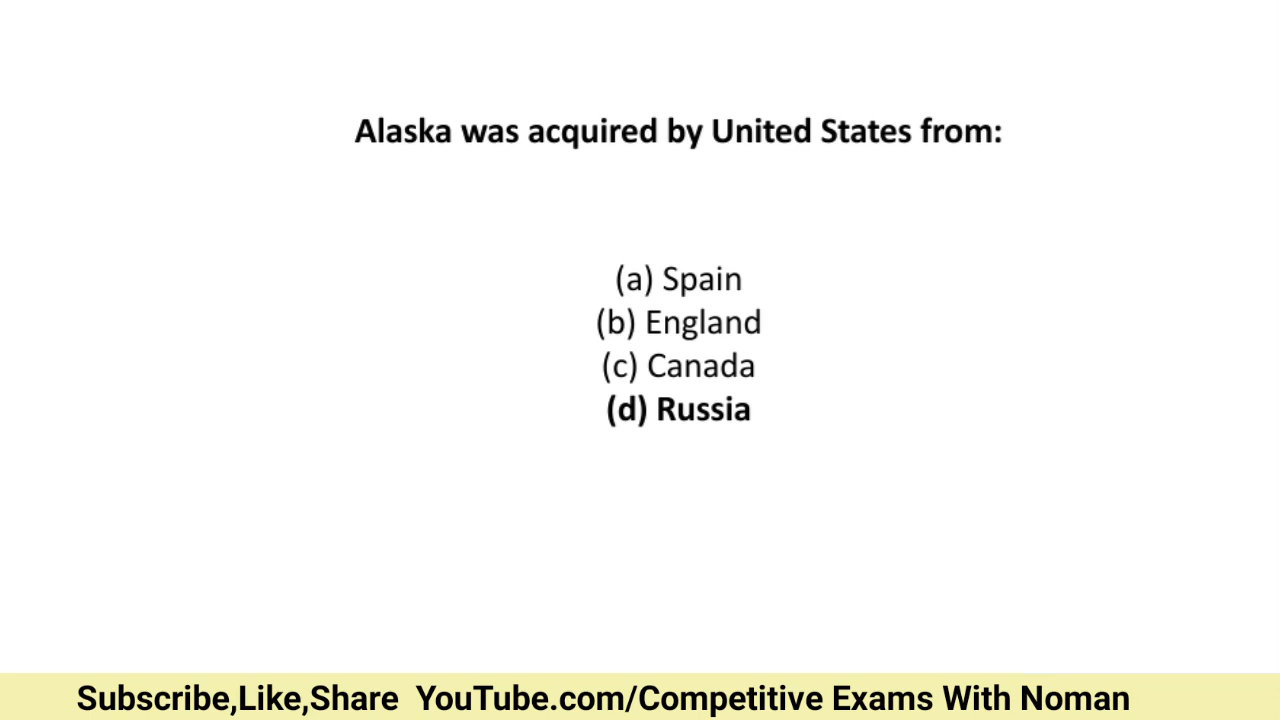 Alaska was acquired by United States from:
(a) Spain
(b) England
(c) Canada
(d) Russia
Subscribe,Like,Share  YouTube.com/Competitive Exams With Noman